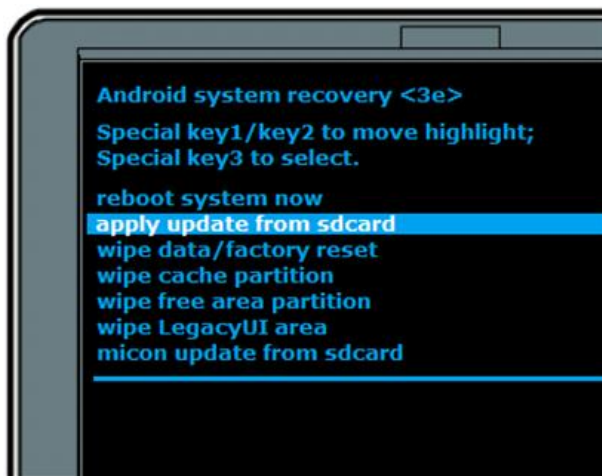 Android system recovery <3e>
Special key1/key2 to move highlight;
Special key3 to select.
reboot system now
apply update from sdcard
wipe data/factory reset
wipe cache partition
wipe free area partition
wipe LegacyUI area
micon update from sdcard